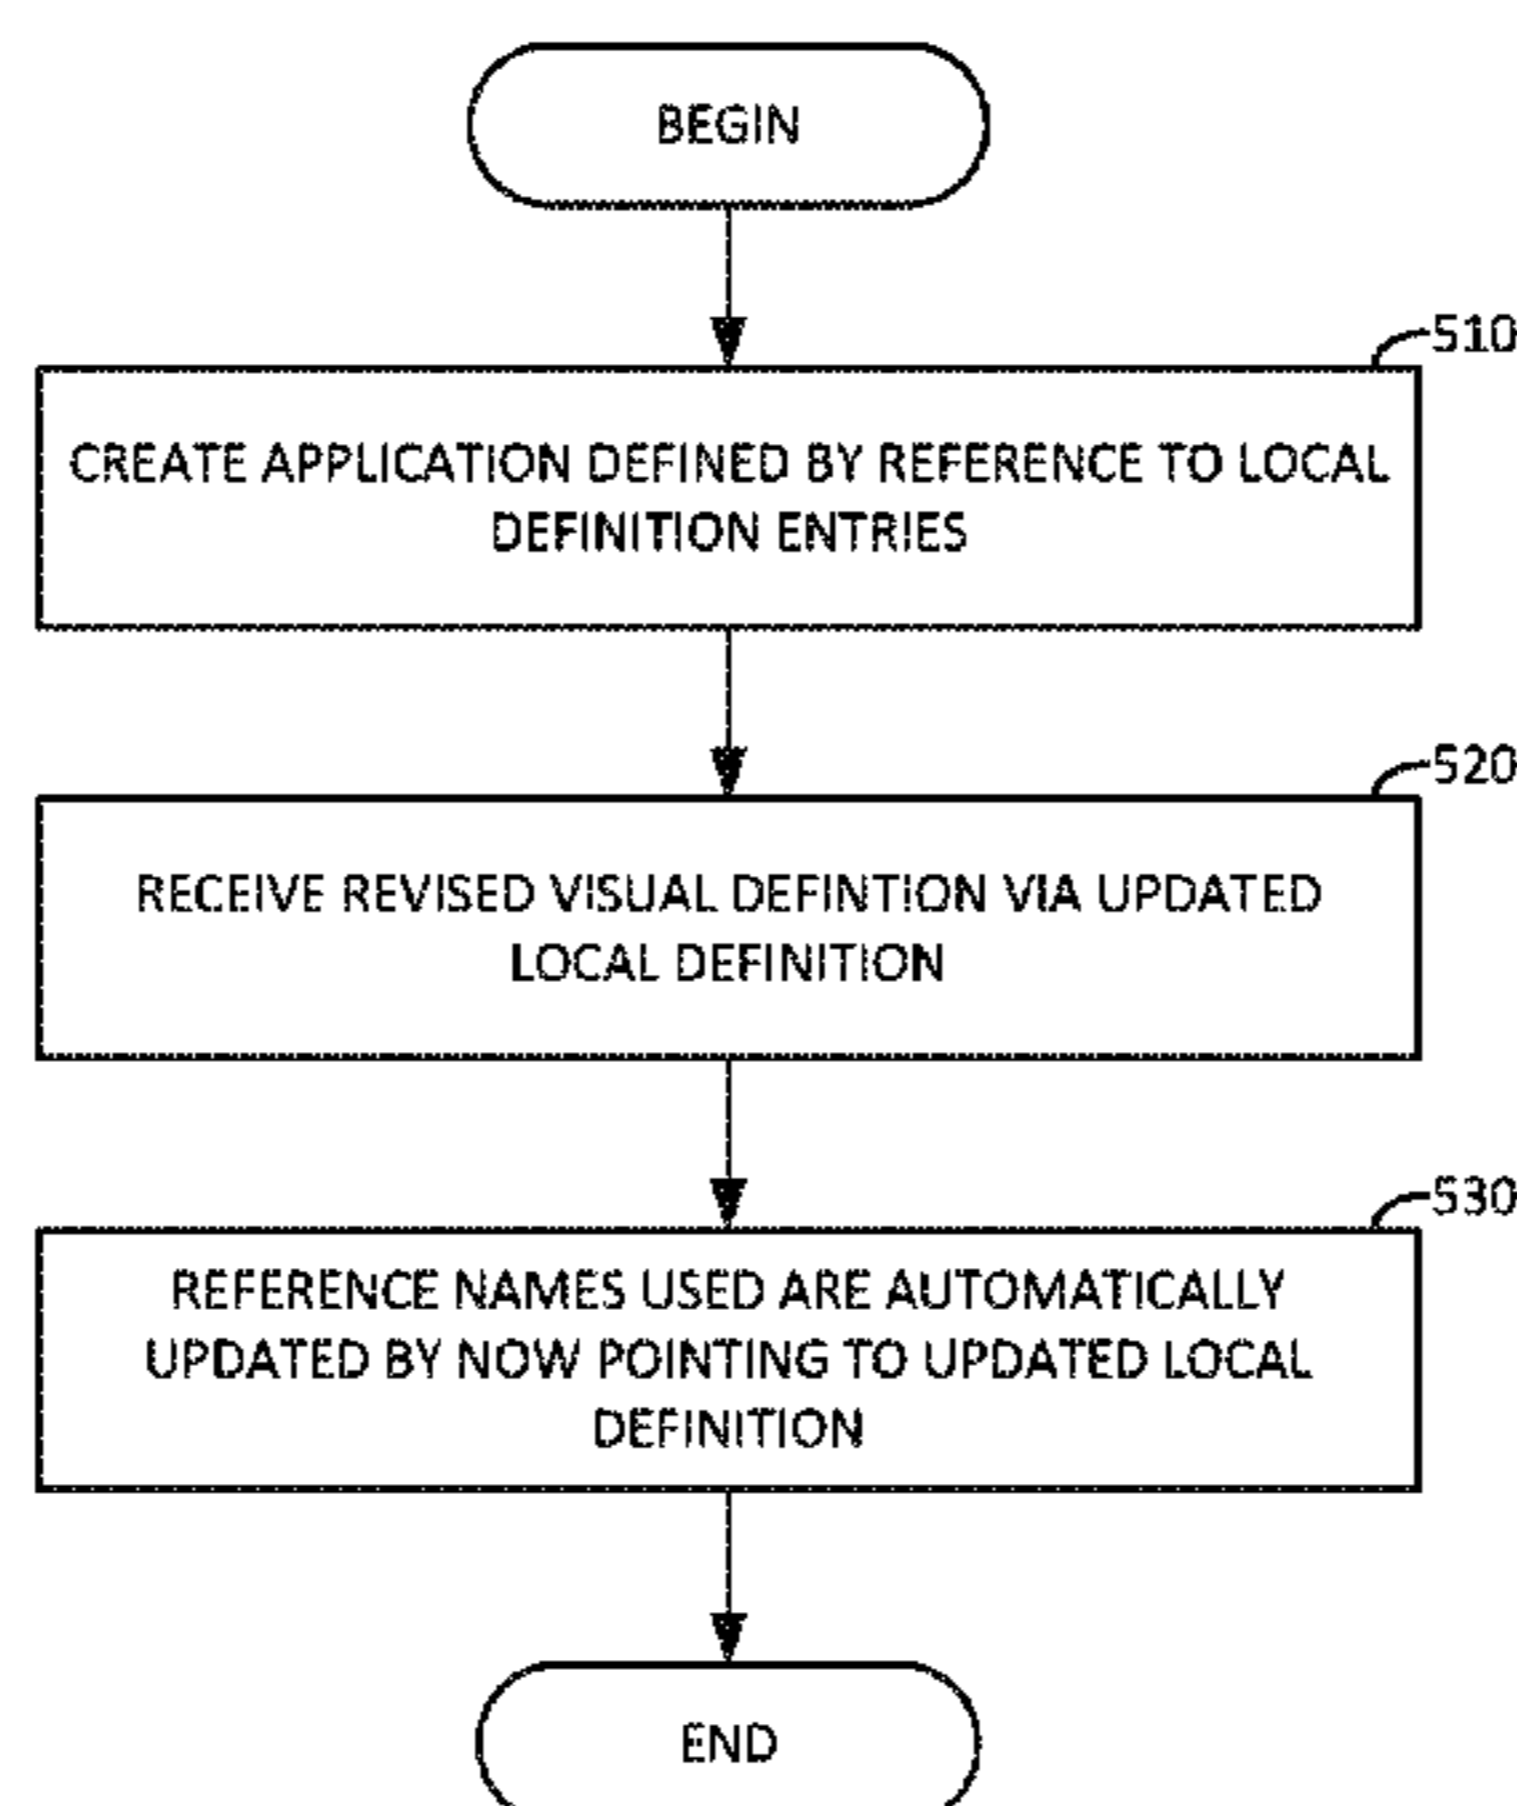 BEGIN
510
CREATE APPLICATION DEFINED BY REFERENCE TO LOCAL
DEFINITION ENTRIES
520
RECEIVE REVISED VISUAL DEFINTION VIA UPDATED
LOCAL DEFINITION
530
REFERENCE NAMES USED ARE AUTOMATICALLY
UPDATED BY NOW POINTING TO UPDATED LOCAL
DEFINITION
END